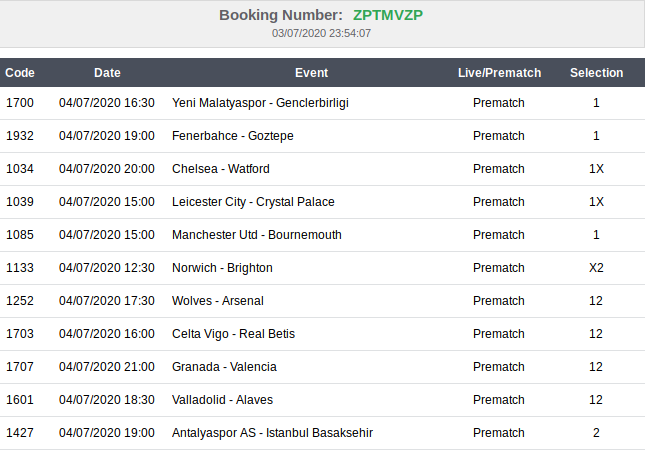 Booking Number: ZPTMVZP
03/07/2020 23:54:07
Code Date Event Live/Prematch Selection
1700 04/07/2020 16:30 Yeni Malatyaspor - Genclerbirligi Prematch 1
1932 04/07/2020 19:00 Fenerbahce - Goztepe Prematch 1
1034 04/07/2020 20:00 Chelsea - Watford Prematch 1X
1039 04/07/2020 15:00 Leicester City - Crystal Palace Prematch 1X
1085 04/07/2020 15:00 Manchester Utd - Bournemouth Prematch 1
1133 04/07/2020 12:30 Norwich - Brighton Prematch X2
1252 04/07/2020 17:30 Wolves - Arsenal Prematch 12
1703 04/07/2020 16:00 Celta Vigo - Real Betis Prematch 12
1707 04/07/2020 21:00 Granada - Valencia Prematch 12
1601 04/07/2020 18:30 Valladolid - Alaves Prematch 12
1427 04/07/2020 19:00 Antalyaspor AS - Istanbul Basaksehir Prematch 2